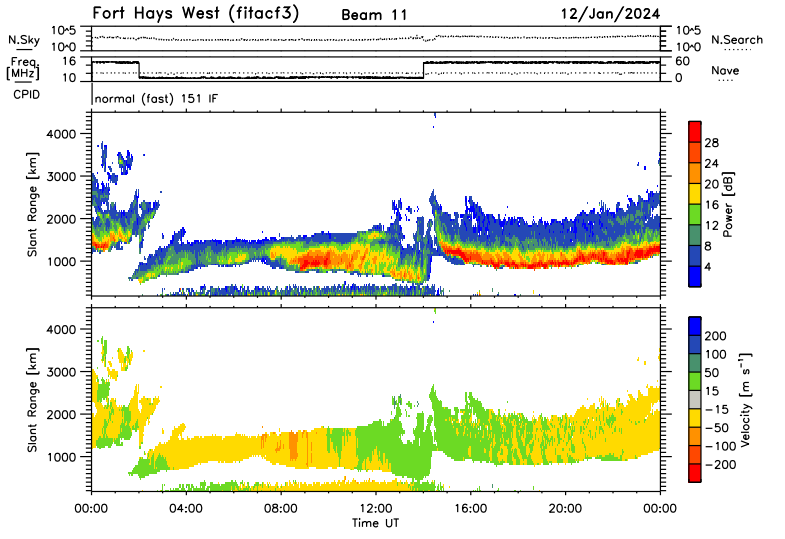 Fort Hays West (fitacf3) Beam 11 12/Jan/2024
N.Sky 10^5 10^0 10^5 10^0 N.Search
Freq. [MHz] 16 10 60 0 Nave
CPID normal (fast) 151 IF
Slant Range [km] 4000 3000 2000 1000
28 24 20 16 12 8 4 Power [dB]
Slant Range [km] 4000 3000 2000 1000
200 100 50 15 -15 -50 -100 -200 Velocity [m s^-1]
00:00 04:00 08:00 12:00 16:00 20:00 00:00
Time UT